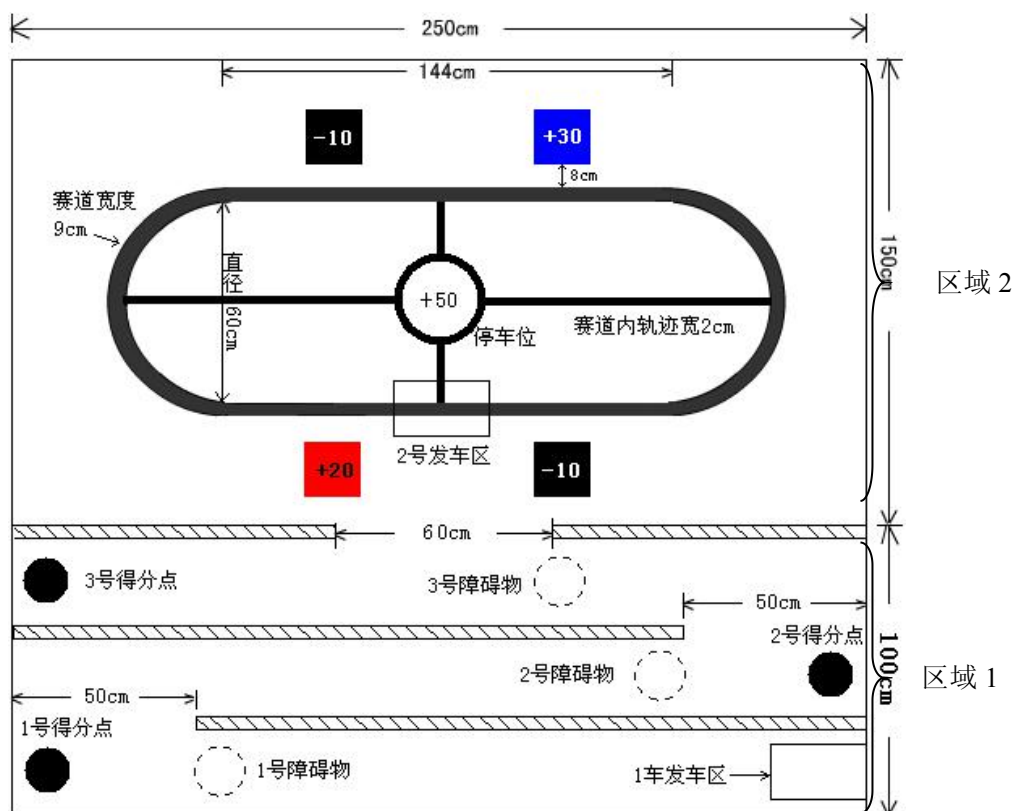 250cm
144cm
-10
+30
8cm
赛道宽度
9cm
直径 60cm
+50
赛道内轨迹宽2cm
停车位
150cm
区域 2
2号发车区
+20
-10
60cm
3号得分点
3号障碍物
50cm
2号得分点
100cm
2号障碍物
区域 1
50cm
1号得分点
1号障碍物
1车发车区